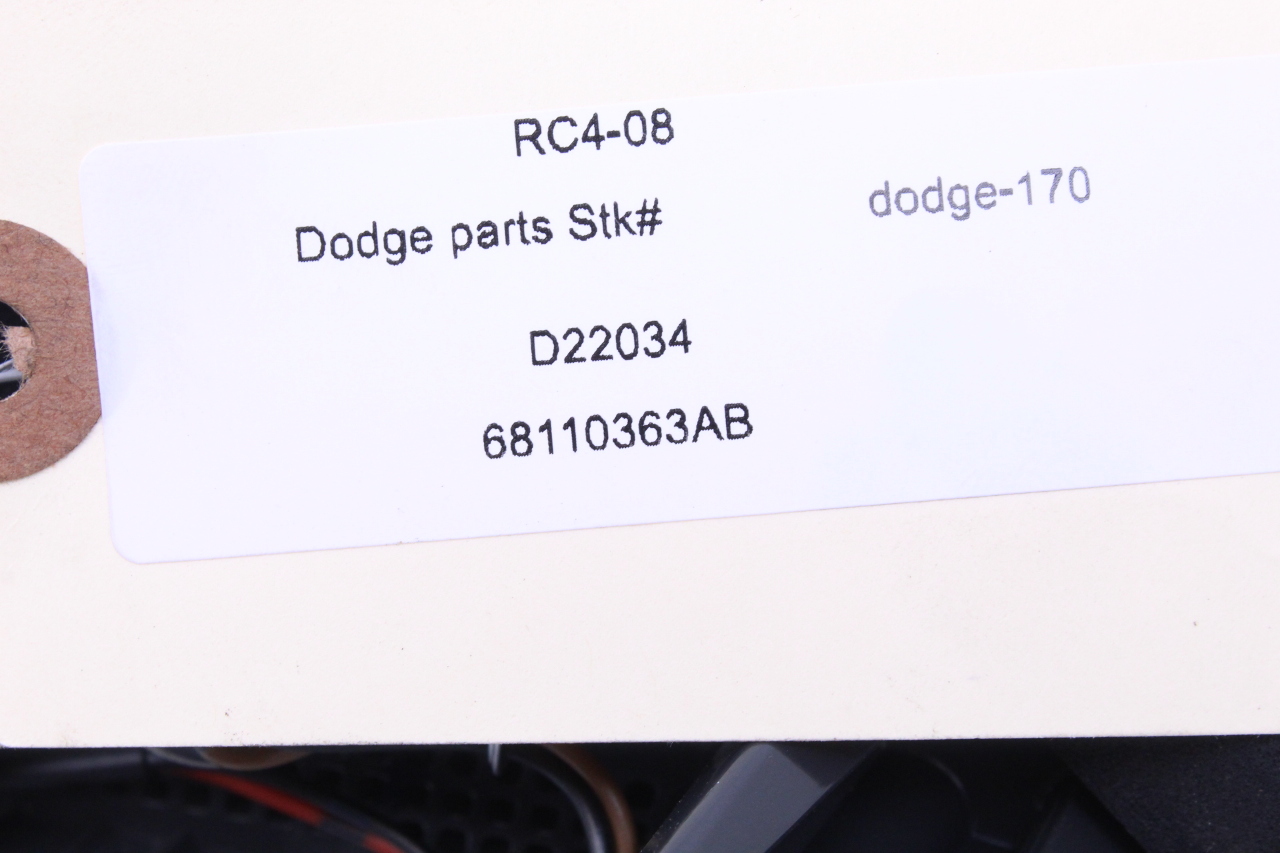 RC4-08
Dodge parts Stk#
dodge-170
D22034
68110363AB